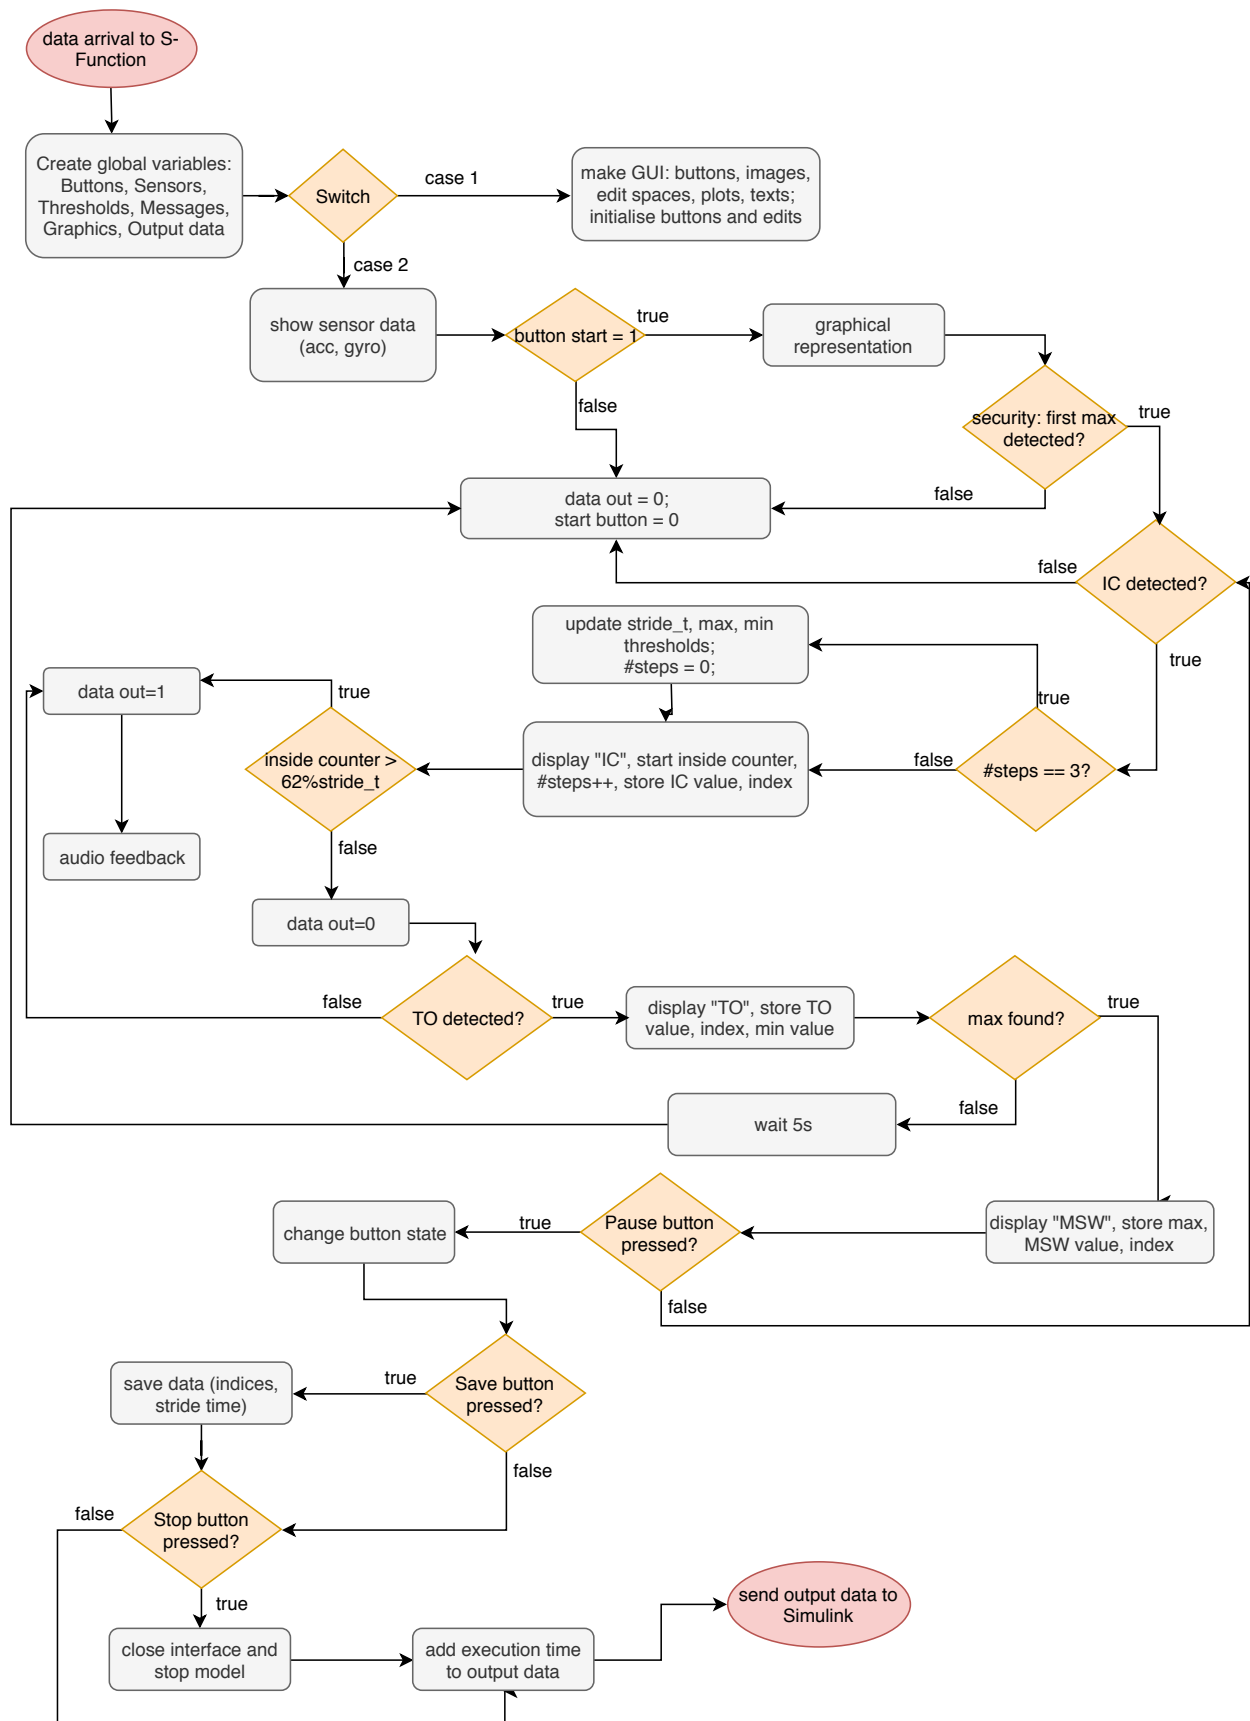 data arrival to S-
Function
Create global variables:
Buttons, Sensors,
Thresholds, Messages,
Graphics, Output data
Switch
case 1
make GUI: buttons, images,
edit spaces, plots, texts;
initialise buttons and edits
case 2
show sensor data
(acc, gyro)
button start = 1
true
graphical
representation
false
security: first max
detected?
true
false
data out = 0;
start button = 0
IC detected?
false
true
update stride_t, max, min
thresholds;
#steps = 0;
true
#steps == 3?
false
display "IC", start inside counter,
#steps++, store IC value, index
inside counter >
62%stride_t
true
data out=1
audio feedback
false
data out=0
TO detected?
false
true
display "TO", store TO
value, index, min value
max found?
true
false
wait 5s
display "MSW", store max,
MSW value, index
Pause button
pressed?
true
change button state
false
Save button
pressed?
true
save data (indices,
stride time)
false
Stop button
pressed?
false
true
close interface and
stop model
add execution time
to output data
send output data to
Simulink